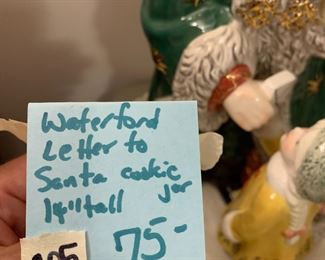 Waterford
Letter to
Santa cookie
jar
14" tall
75-